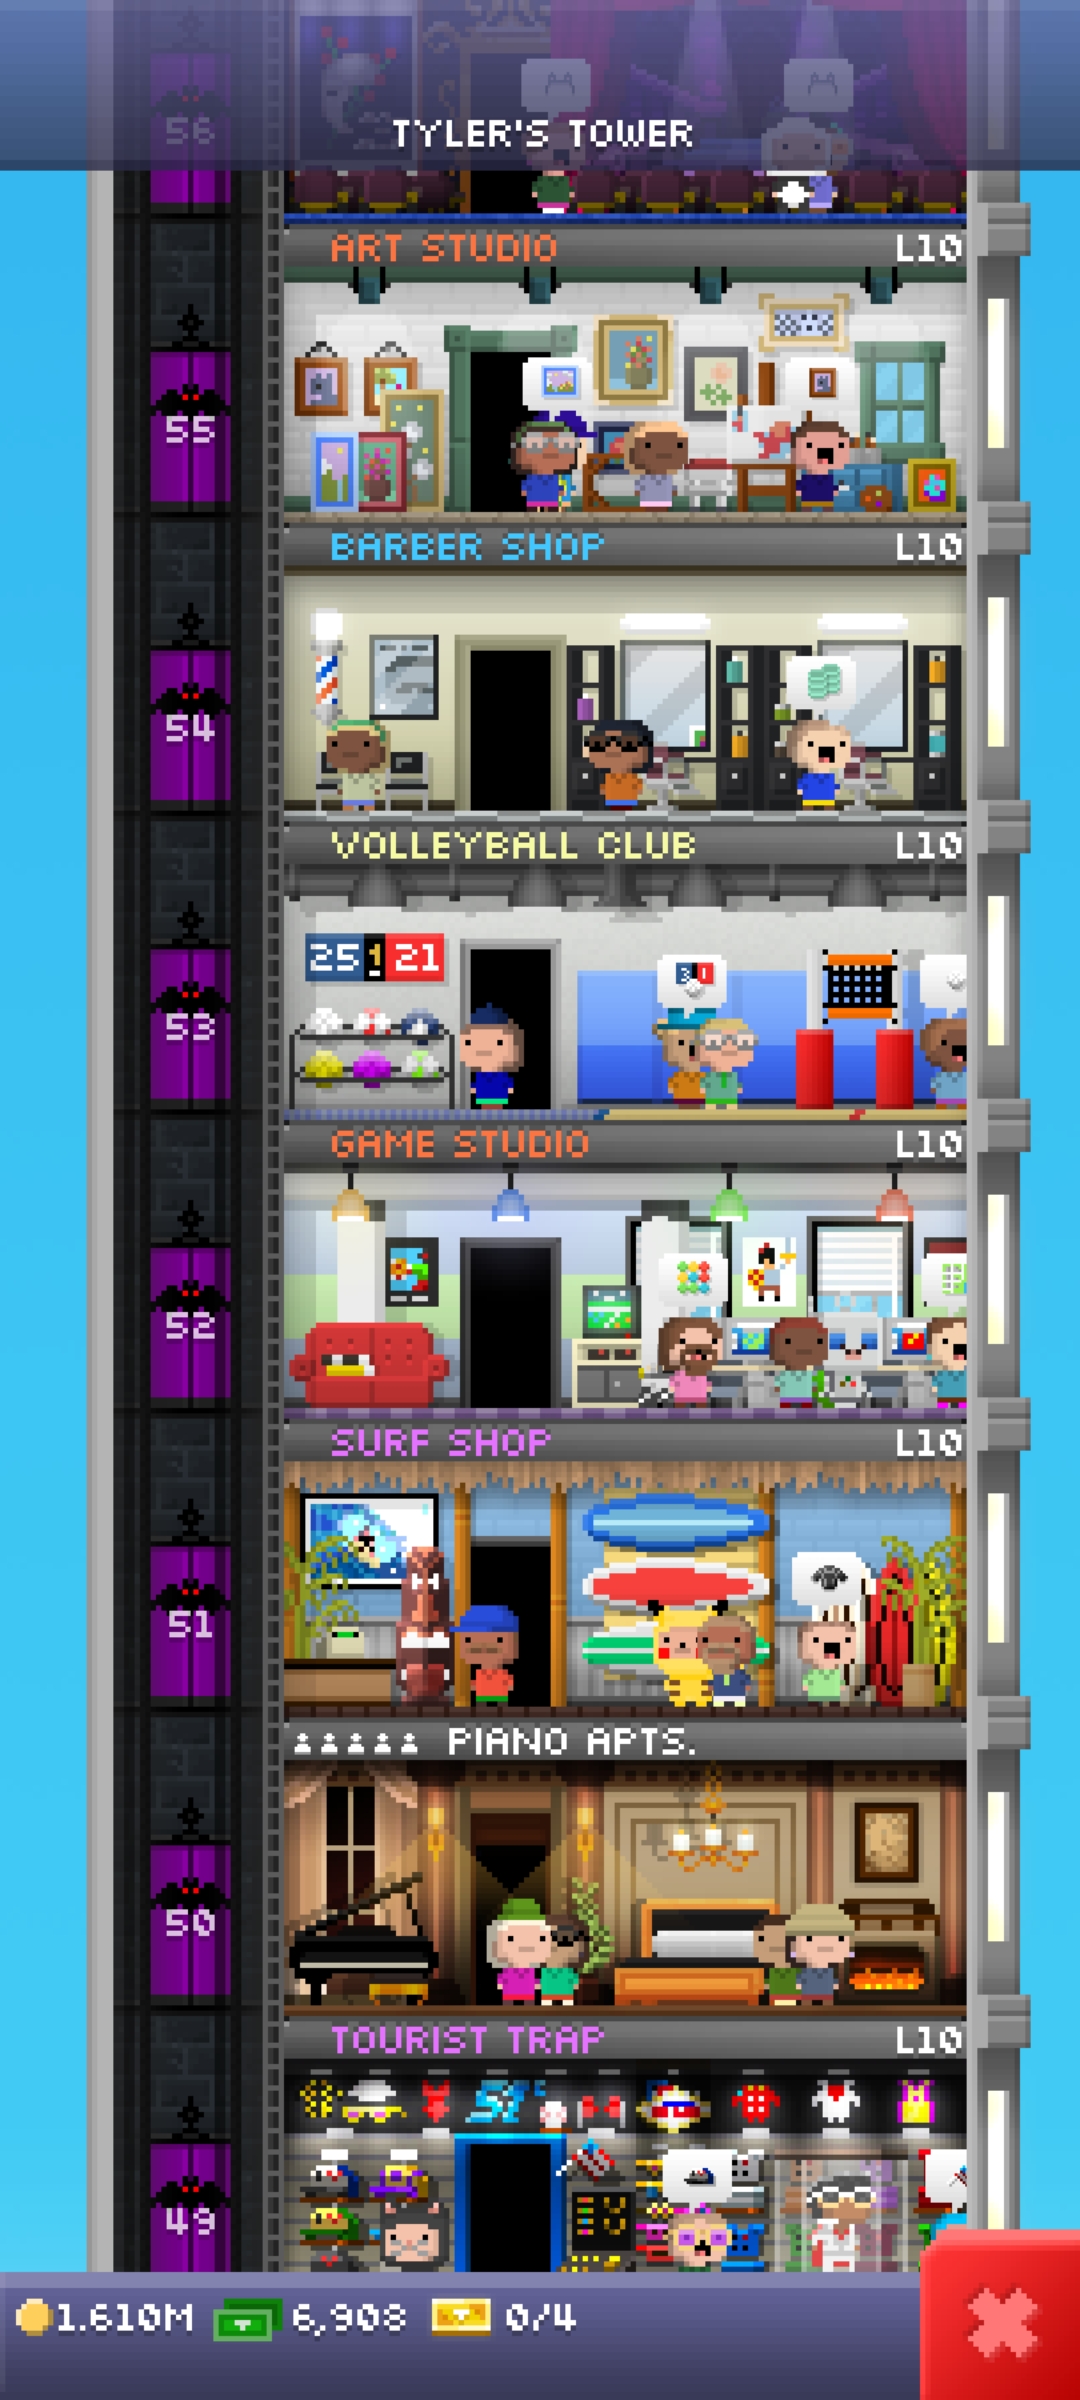 56
TYLER'S TOWER
ART STUDIO L10
55
BARBER SHOP L10
54
VOLLEYBALL CLUB L10
25 1 21
3 1
53
GAME STUDIO L10
52
SURF SHOP L10
51
PIANO APTS.
50
TOURIST TRAP L10
49
1.610M 6,908 0/4